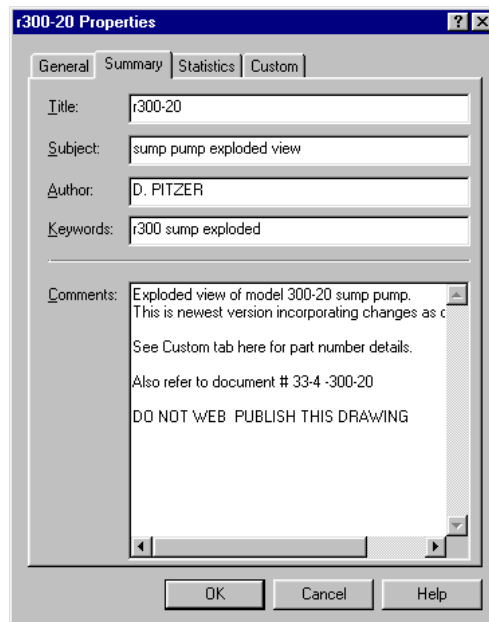 r300-20 Properties
General Summary Statistics Custom
Title: r300-20
Subject: sump pump exploded view
Author: D. PITZER
Keywords: r300 sump exploded
Comments: Exploded view of model 300-20 sump pump.
This is newest version incorporating changes as
See Custom tab here for part number details.
Also refer to document # 33-4 -300-20
DO NOT WEB PUBLISH THIS DRAWING
OK Cancel Help